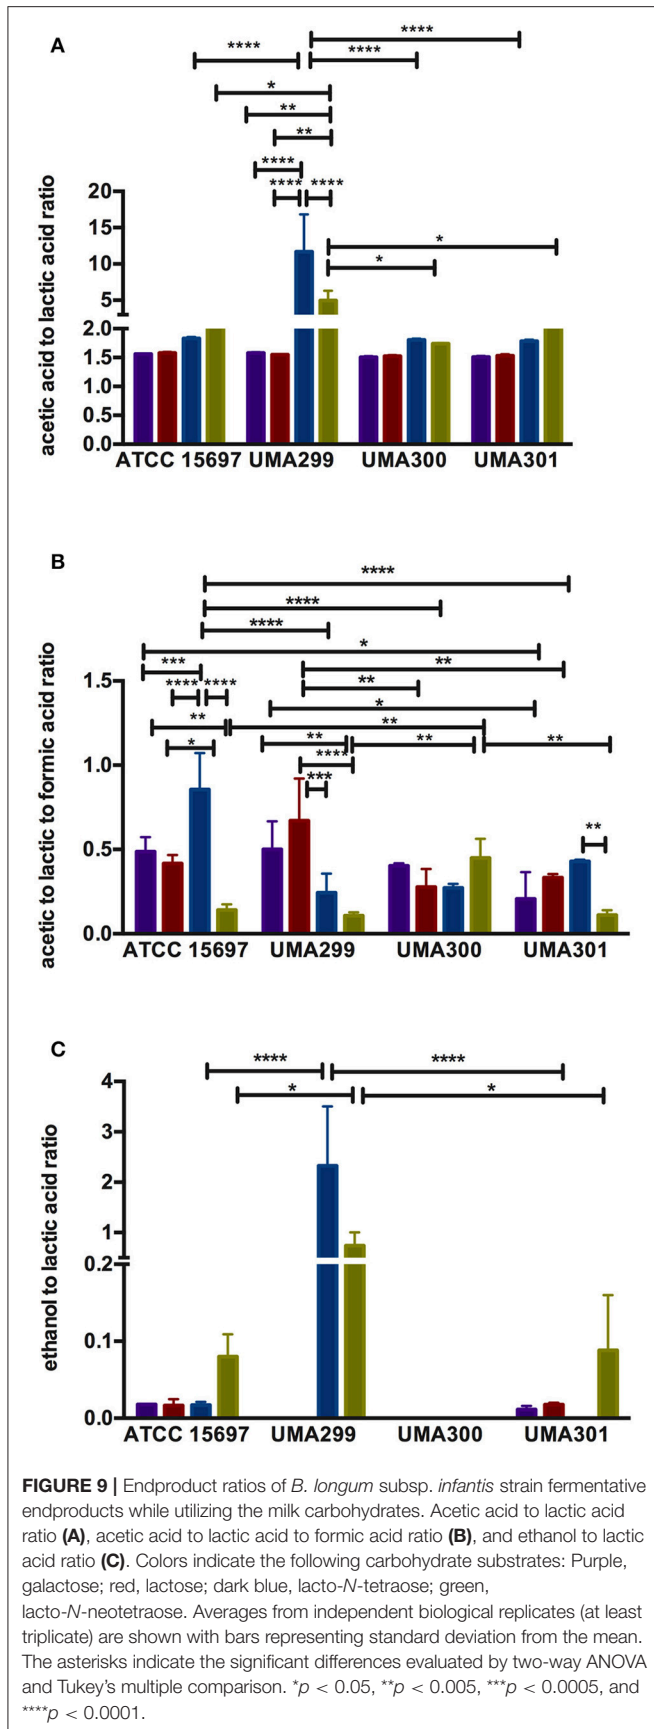 A
****
****
****
*
**
**
****
****
****
*
*
acetic acid to lactic acid ratio
20
15
10
5
2.0
1.5
1.0
0.5
0.0
ATCC 15697 UMA299 UMA300 UMA301
B
****
****
****
*
***
**
****
****
**
*
**
**
*
**
**
**
****
***
**
acetic to lactic to formic acid ratio
1.5
1.0
0.5
0.0
ATCC 15697 UMA299 UMA300 UMA301
C
****
****
*
*
ethanol to lactic acid ratio
4
3
2
1
0.2
0.1
0.0
ATCC 15697 UMA299 UMA300 UMA301
FIGURE 9 | Endproduct ratios of B. longum subsp. infantis strain fermentative
endproducts while utilizing the milk carbohydrates. Acetic acid to lactic acid
ratio (A), acetic acid to lactic acid to formic acid ratio (B), and ethanol to lactic
acid ratio (C). Colors indicate the following carbohydrate substrates: Purple,
galactose; red, lactose; dark blue, lacto-N-tetraose; green,
lacto-N-neotetraose. Averages from independent biological replicates (at least
triplicate) are shown with bars representing standard deviation from the mean.
The asterisks indicate the significant differences evaluated by two-way ANOVA
and Tukey's multiple comparison. *p < 0.05, **p < 0.005, ***p < 0.0005, and
****p < 0.0001.